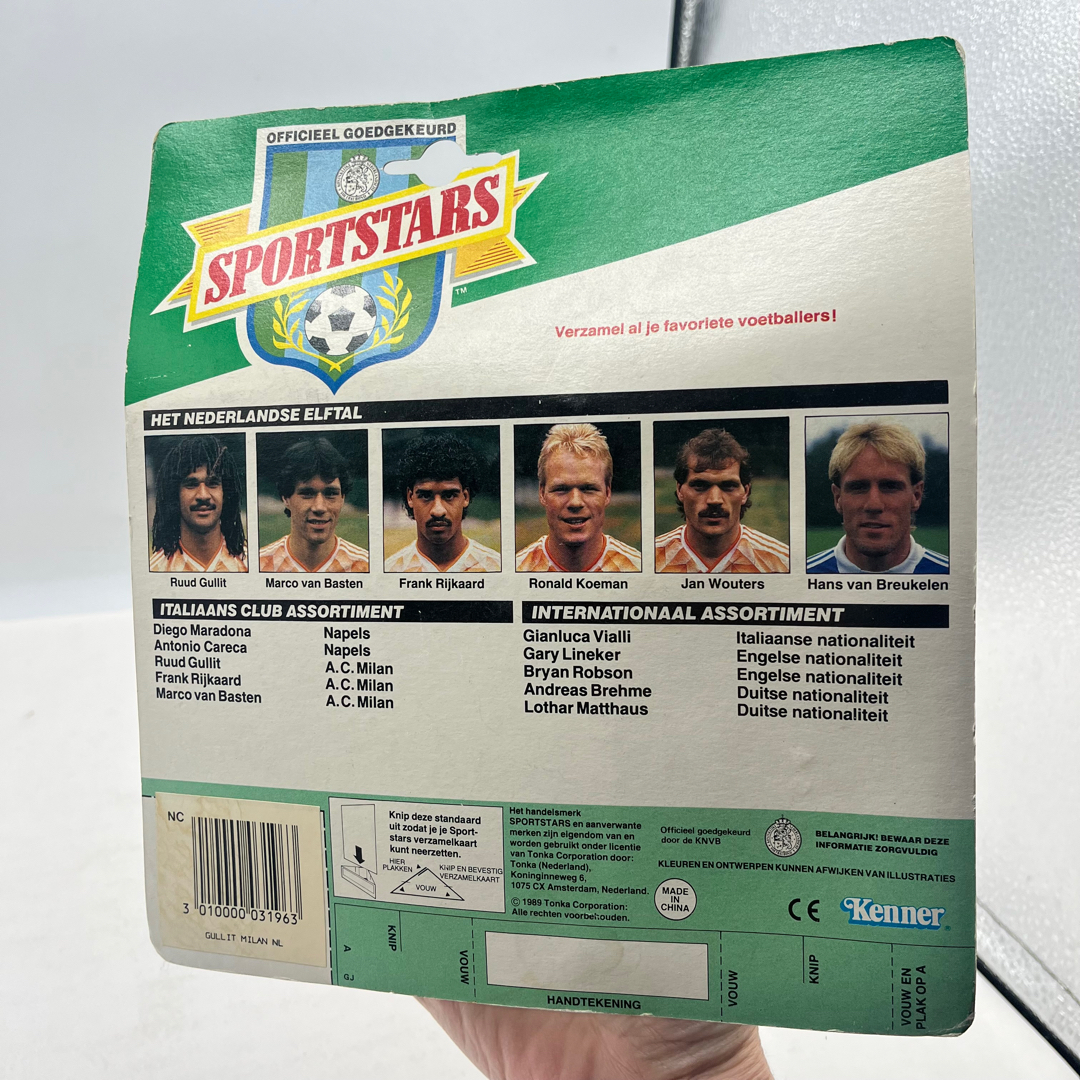 OFFICIEEL GOEDGEKEURD
SPORTSTARS
TM
Verzamel al je favoriete voetballers!
HET NEDERLANDSE ELFTAL
Ruud Gullit
Marco van Basten
Frank Rijkaard
Ronald Koeman
Jan Wouters
Hans van Breukelen
ITALIAANS CLUB ASSORTIMENT
Diego Maradona Napels
Antonio Careca Napels
Ruud Gullit A.C. Milan
Frank Rijkaard A.C. Milan
Marco van Basten A.C. Milan
INTERNATIONAAL ASSORTIMENT
Gianluca Vialli Italiaanse nationaliteit
Gary Lineker Engelse nationaliteit
Bryan Robson Engelse nationaliteit
Andreas Brehme Duitse nationaliteit
Lothar Matthaus Duitse nationaliteit
NC
3 010000 031963
GULLIT MILAN NL
Knip deze standaard
uit zodat je je Sport-
stars verzamelkaart
kunt neerzetten.
HIER
PLAKKEN
KNIP EN BEVESTIG
VERZAMELKAART
VOUW
Het handelsmerk
SPORTSTARS en aanverwante
merken zijn eigendom van en
worden gebruikt onder licentie
van Tonka Corporation door:
Tonka (Nederland),
Koninginneweg 6,
1075 CX Amsterdam, Nederland.
© 1989 Tonka Corporation:
Alle rechten voorbehouden.
Officieel goedgekeurd
door de KNVB
BELANGRIJK! BEWAAR DEZE
INFORMATIE ZORGVULDIG
KLEUREN EN ONTWERPEN KUNNEN AFWIJKEN VAN ILLUSTRATIES
MADE
IN
CHINA
CE
Kenner
A
GJ
KNIP
VOUW
HANDTEKENING
VOUW
KNIP
VOUW EN
PLAK OP A